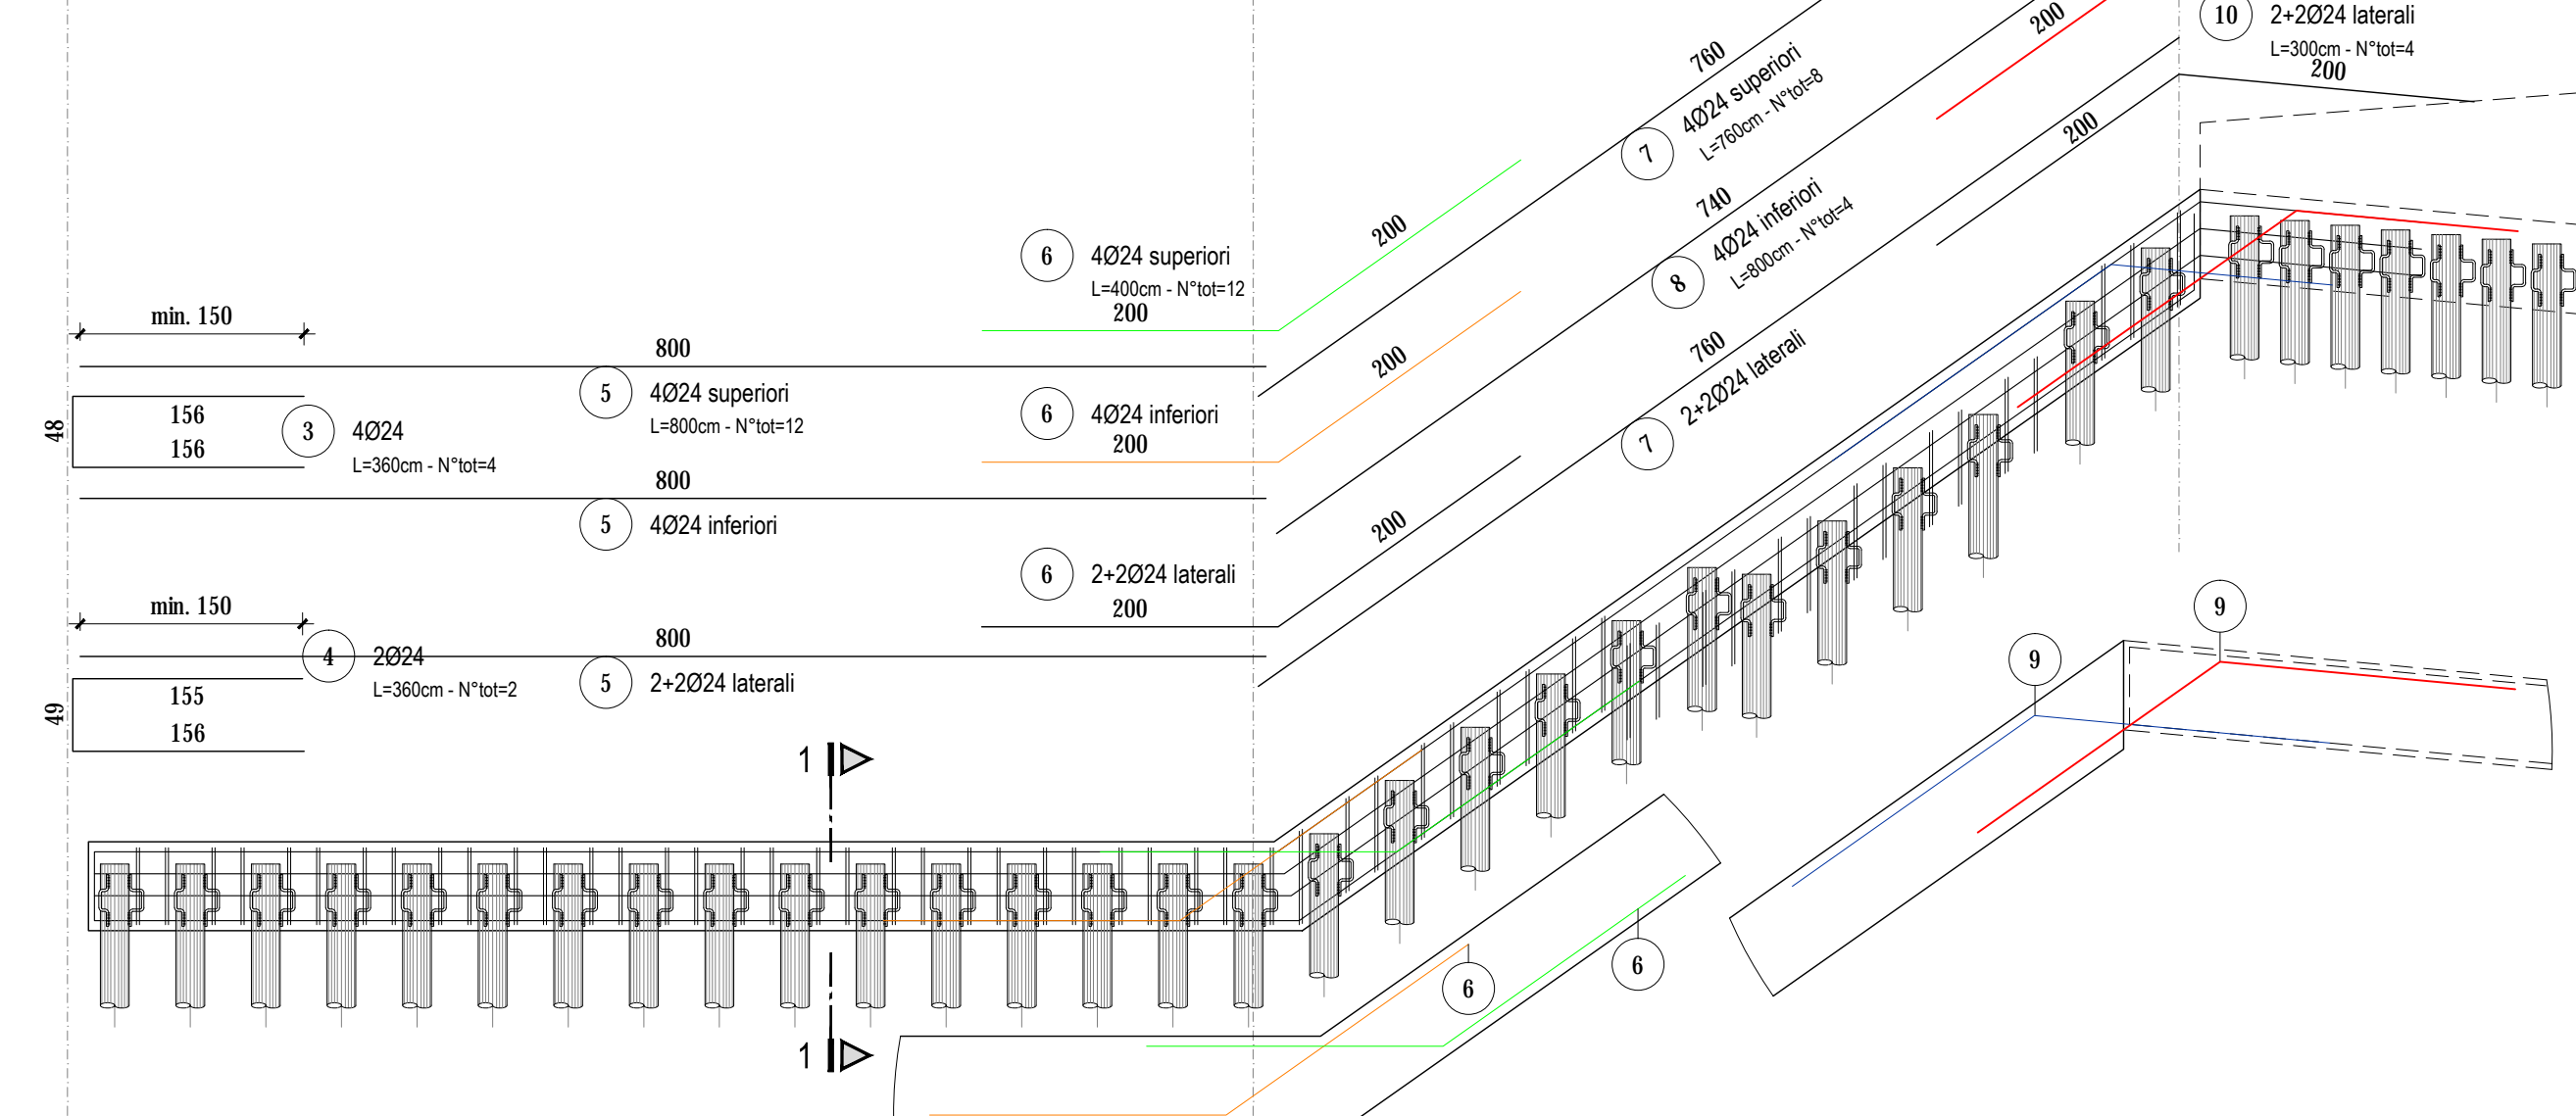 10
2+2Ø24 laterali
L=300cm - N°tot=4
200
760
200
7
4Ø24 superiori
L=760cm - N°tot=8
200
6
4Ø24 superiori
L=400cm - N°tot=12
200
200
740
8
4Ø24 inferiori
L=800cm - N°tot=4
min. 150
800
5
4Ø24 superiori
L=800cm - N°tot=12
48
156
156
3
4Ø24
L=360cm - N°tot=4
6
4Ø24 inferiori
200
200
760
7
2+2Ø24 laterali
800
5
4Ø24 inferiori
6
2+2Ø24 laterali
200
200
min. 150
800
4
2Ø24
L=360cm - N°tot=2
5
2+2Ø24 laterali
49
155
156
1
1
9
9
6
6